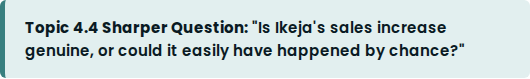 Topic 4.4 Sharper Question: "Is Ikeja's sales increase
genuine, or could it easily have happened by chance?"